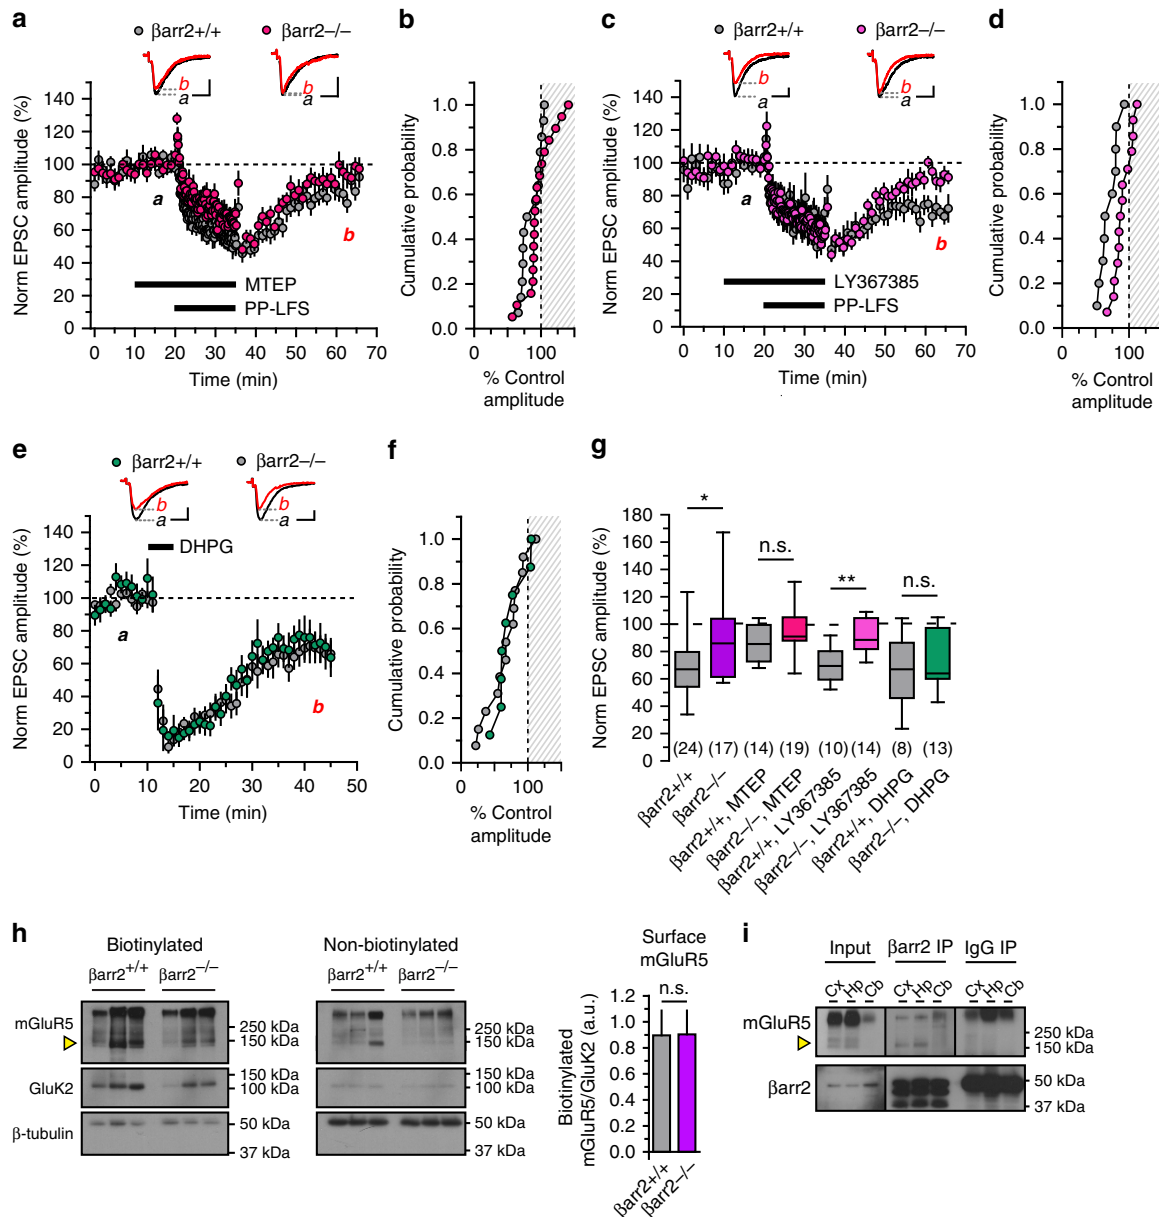 a
βarr2+/+
βarr2−/−
b
a
b
a
Norm EPSC amplitude (%)
140
120
100
80
60
40
20
0
a
b
MTEP
PP-LFS
0 10 20 30 40 50 60 70
Time (min)
b
Cumulative probability
1.0
0.8
0.6
0.4
0.2
0.0
0 100
% Control
amplitude
c
βarr2+/+
βarr2−/−
b
a
b
a
Norm EPSC amplitude (%)
140
120
100
80
60
40
20
0
a
b
LY367385
PP-LFS
0 10 20 30 40 50 60 70
Time (min)
d
Cumulative probability
1.0
0.8
0.6
0.4
0.2
0.0
0 100
% Control
amplitude
e
βarr2+/+
βarr2−/−
b
a
b
a
Norm EPSC amplitude (%)
140
120
100
80
60
40
20
0
DHPG
a
b
0 10 20 30 40 50
Time (min)
f
Cumulative probability
1.0
0.8
0.6
0.4
0.2
0.0
0 100
% Control
amplitude
g
Norm EPSC amplitude (%)
180
160
140
120
100
80
60
40
20
0
*
n.s.
**
n.s.
(24) (17) (14) (19) (10) (14) (8) (13)
βarr2+/+
βarr2−/−
βarr2+/+, MTEP
βarr2−/−, MTEP
βarr2+/+, LY367385
βarr2−/−, LY367385
βarr2+/+, DHPG
βarr2−/−, DHPG
h
Biotinylated
βarr2+/+ βarr2−/−
mGluR5
250 kDa
150 kDa
GluK2
150 kDa
100 kDa
β-tubulin
50 kDa
37 kDa
Non-biotinylated
βarr2+/+ βarr2−/−
250 kDa
150 kDa
150 kDa
100 kDa
50 kDa
37 kDa
Surface
mGluR5
n.s.
Biotinylated
mGluR5/GluK2 (a.u.)
1.2
1.0
0.8
0.6
0.4
0.2
0.0
βarr2+/+
βarr2−/−
i
Input βarr2 IP IgG IP
Cx Hp Cb Cx Hp Cb Cx Hp Cb
mGluR5
250 kDa
150 kDa
βarr2
50 kDa
37 kDa